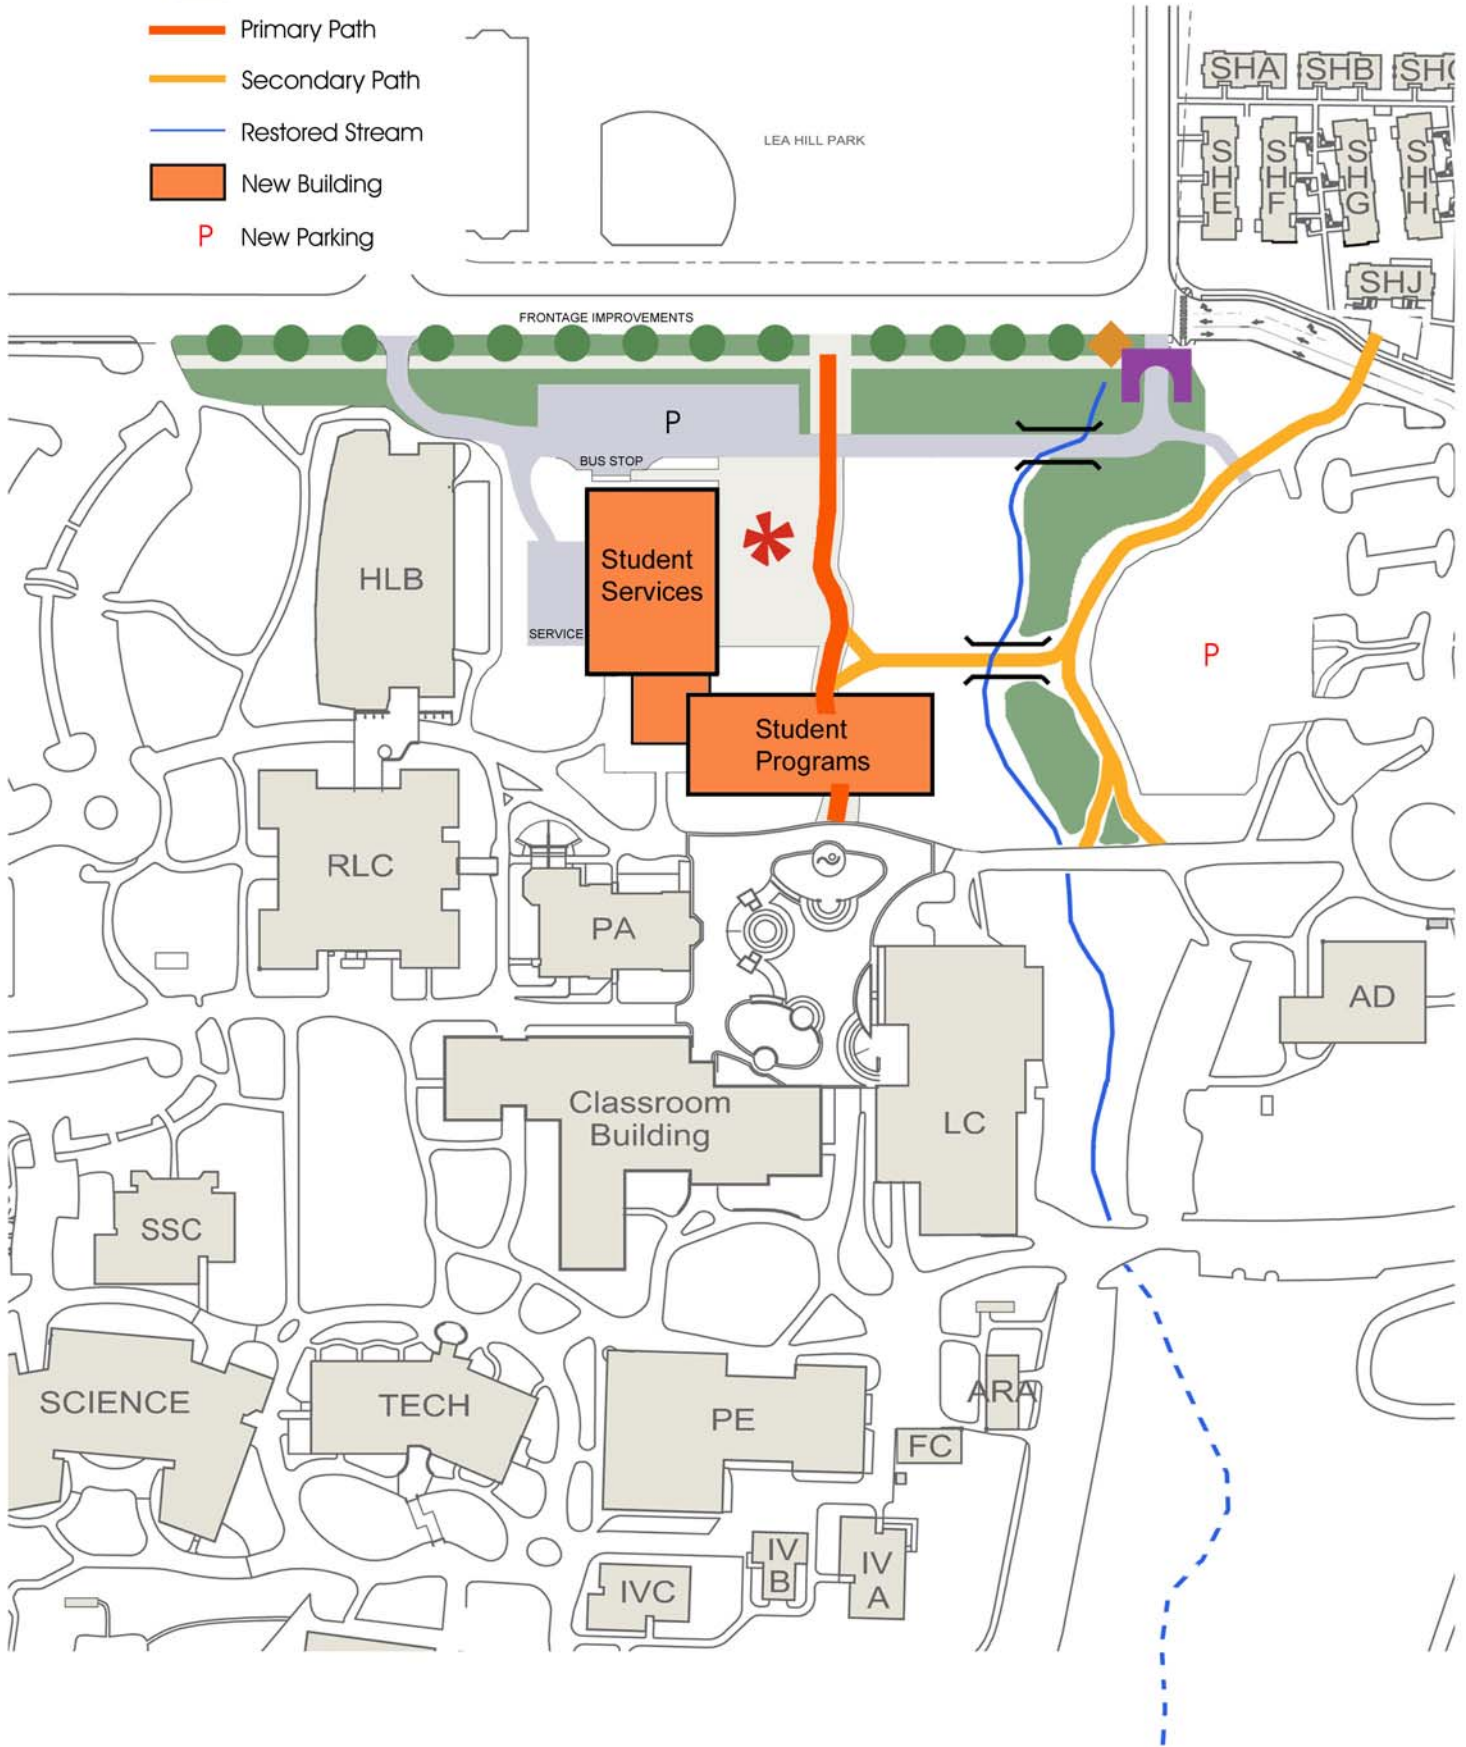 Primary Path
Secondary Path
Restored Stream
New Building
P New Parking
LEA HILL PARK
SHA
SHB
SHE
SHF
SHG
SHH
SHJ
FRONTAGE IMPROVEMENTS
P
BUS STOP
Student
Services
HLB
SERVICE
P
Student
Programs
RLC
PA
AD
Classroom
Building
LC
SSC
SCIENCE
TECH
PE
ARA
FC
IV
B
IV
A
IVC